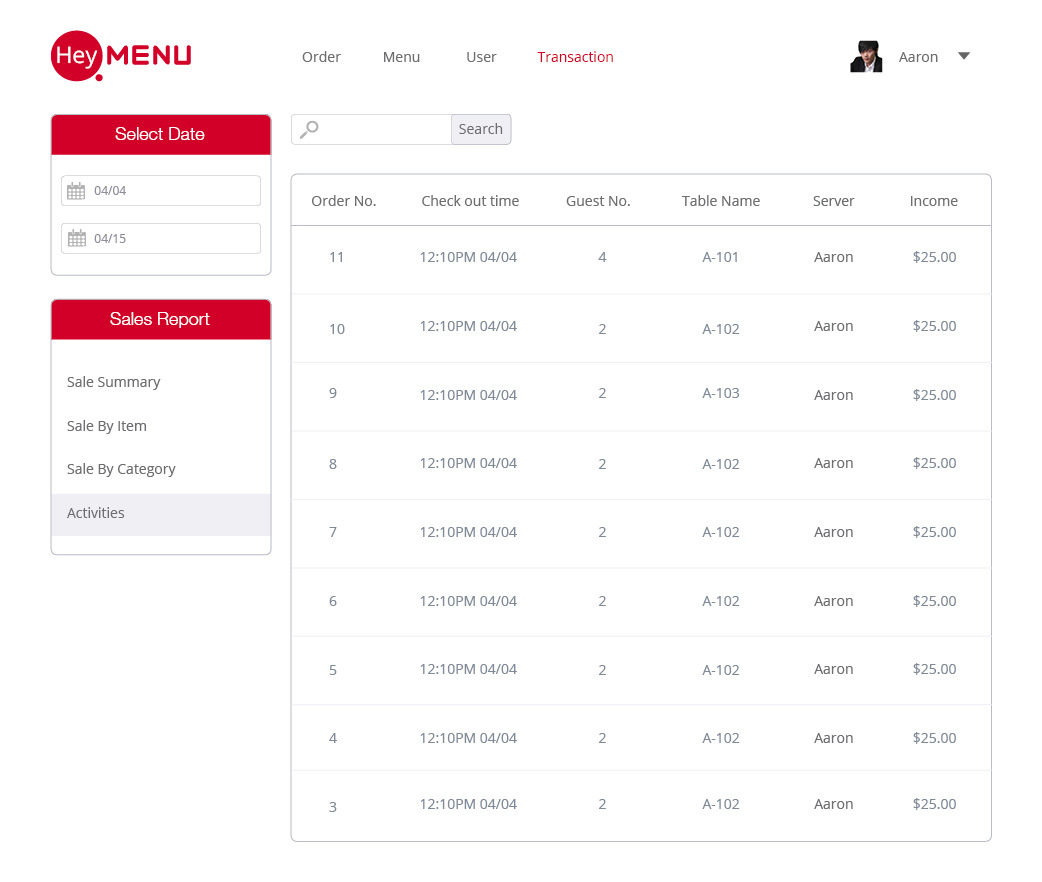 Hey MENU
Order Menu User Transaction Aaron
Select Date
04/04
04/15
Sales Report
Sale Summary
Sale By Item
Sale By Category
Activities
Search
Order No. Check out time Guest No. Table Name Server Income
11 12:10PM 04/04 4 A-101 Aaron $25.00
10 12:10PM 04/04 2 A-102 Aaron $25.00
9 12:10PM 04/04 2 A-103 Aaron $25.00
8 12:10PM 04/04 2 A-102 Aaron $25.00
7 12:10PM 04/04 2 A-102 Aaron $25.00
6 12:10PM 04/04 2 A-102 Aaron $25.00
5 12:10PM 04/04 2 A-102 Aaron $25.00
4 12:10PM 04/04 2 A-102 Aaron $25.00
3 12:10PM 04/04 2 A-102 Aaron $25.00